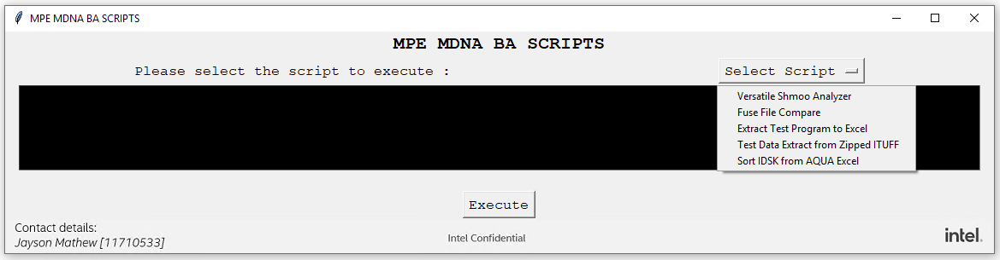 MPE MDNA BA SCRIPTS
MPE MDNA BA SCRIPTS
Please select the script to execute :
Select Script
Versatile Shmoo Analyzer
Fuse File Compare
Extract Test Program to Excel
Test Data Extract from Zipped ITUFF
Sort IDSK from AQUA Excel
Execute
Contact details:
Jayson Mathew [11710533]
Intel Confidential
intel.